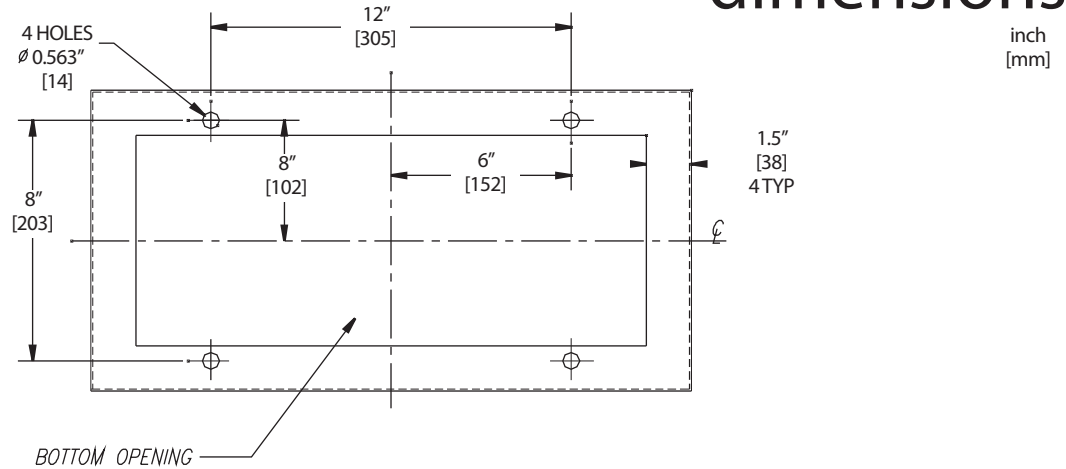 dimensions
inch
[mm]
12”
[305]
4 HOLES
Ø 0.563”
[14]
8”
[102]
6”
[152]
1.5”
[38]
4 TYP
8”
[203]
℄
BOTTOM OPENING